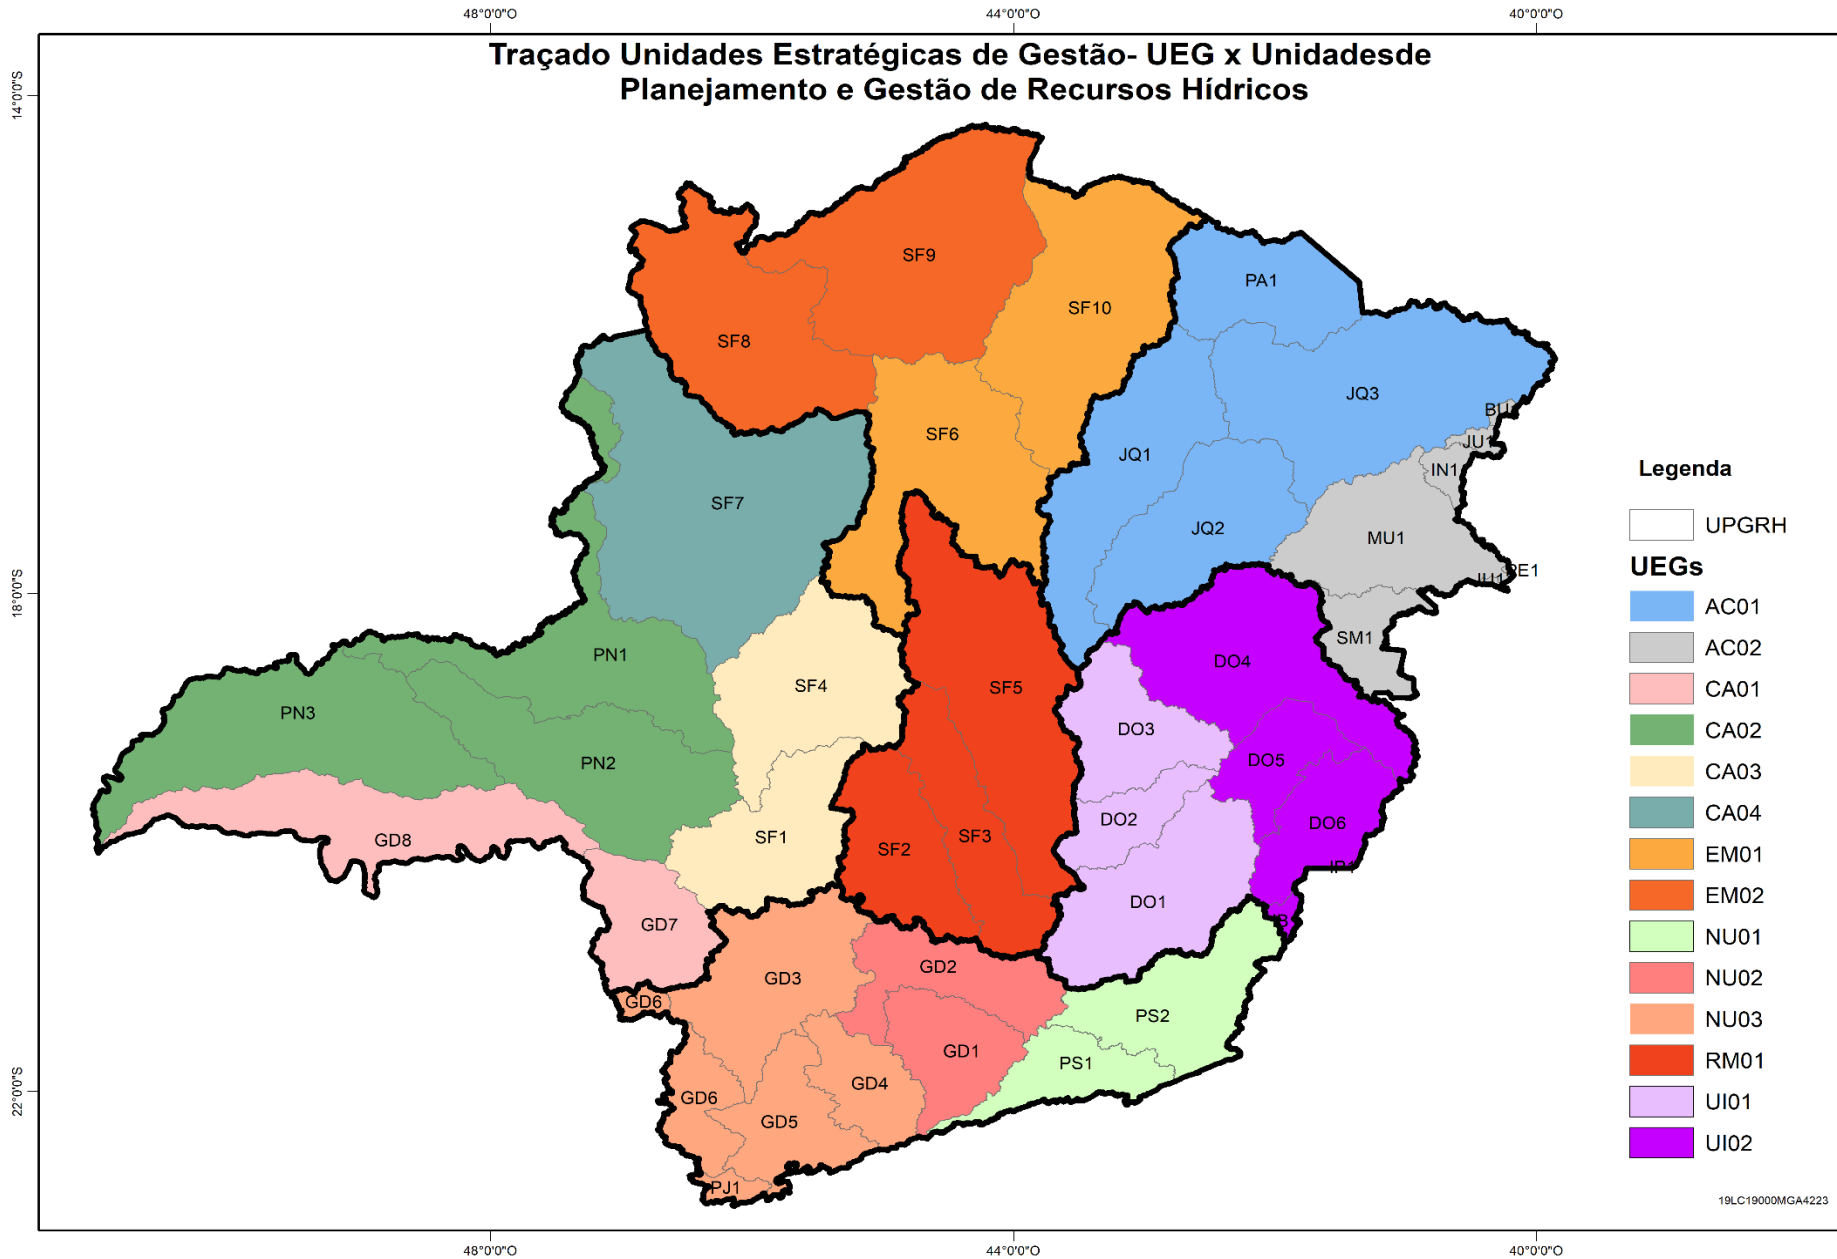 48°0'0"O
44°0'0"O
40°0'0"O
Traçado Unidades Estratégicas de Gestão- UEG x Unidadesde
Planejamento e Gestão de Recursos Hídricos
14°0'0"S
18°0'0"S
22°0'0"S
SF9
PA1
SF10
SF8
JQ3
BU
SF6
JU1
JQ1
IN1
SF7
JQ2
MU1
JU1
PE1
SM1
PN1
DO4
SF4
SF5
PN3
DO3
PN2
DO5
DO2
DO6
SF1
GD8
SF2
SF3
IP1
DO1
GD7
GD2
GD3
GD6
PS2
GD1
PS1
GD4
GD6
GD5
PJ1
Legenda
UPGRH
UEGs
AC01
AC02
CA01
CA02
CA03
CA04
EM01
EM02
NU01
NU02
NU03
RM01
UI01
UI02
19LC19000MGA4223
48°0'0"O
44°0'0"O
40°0'0"O